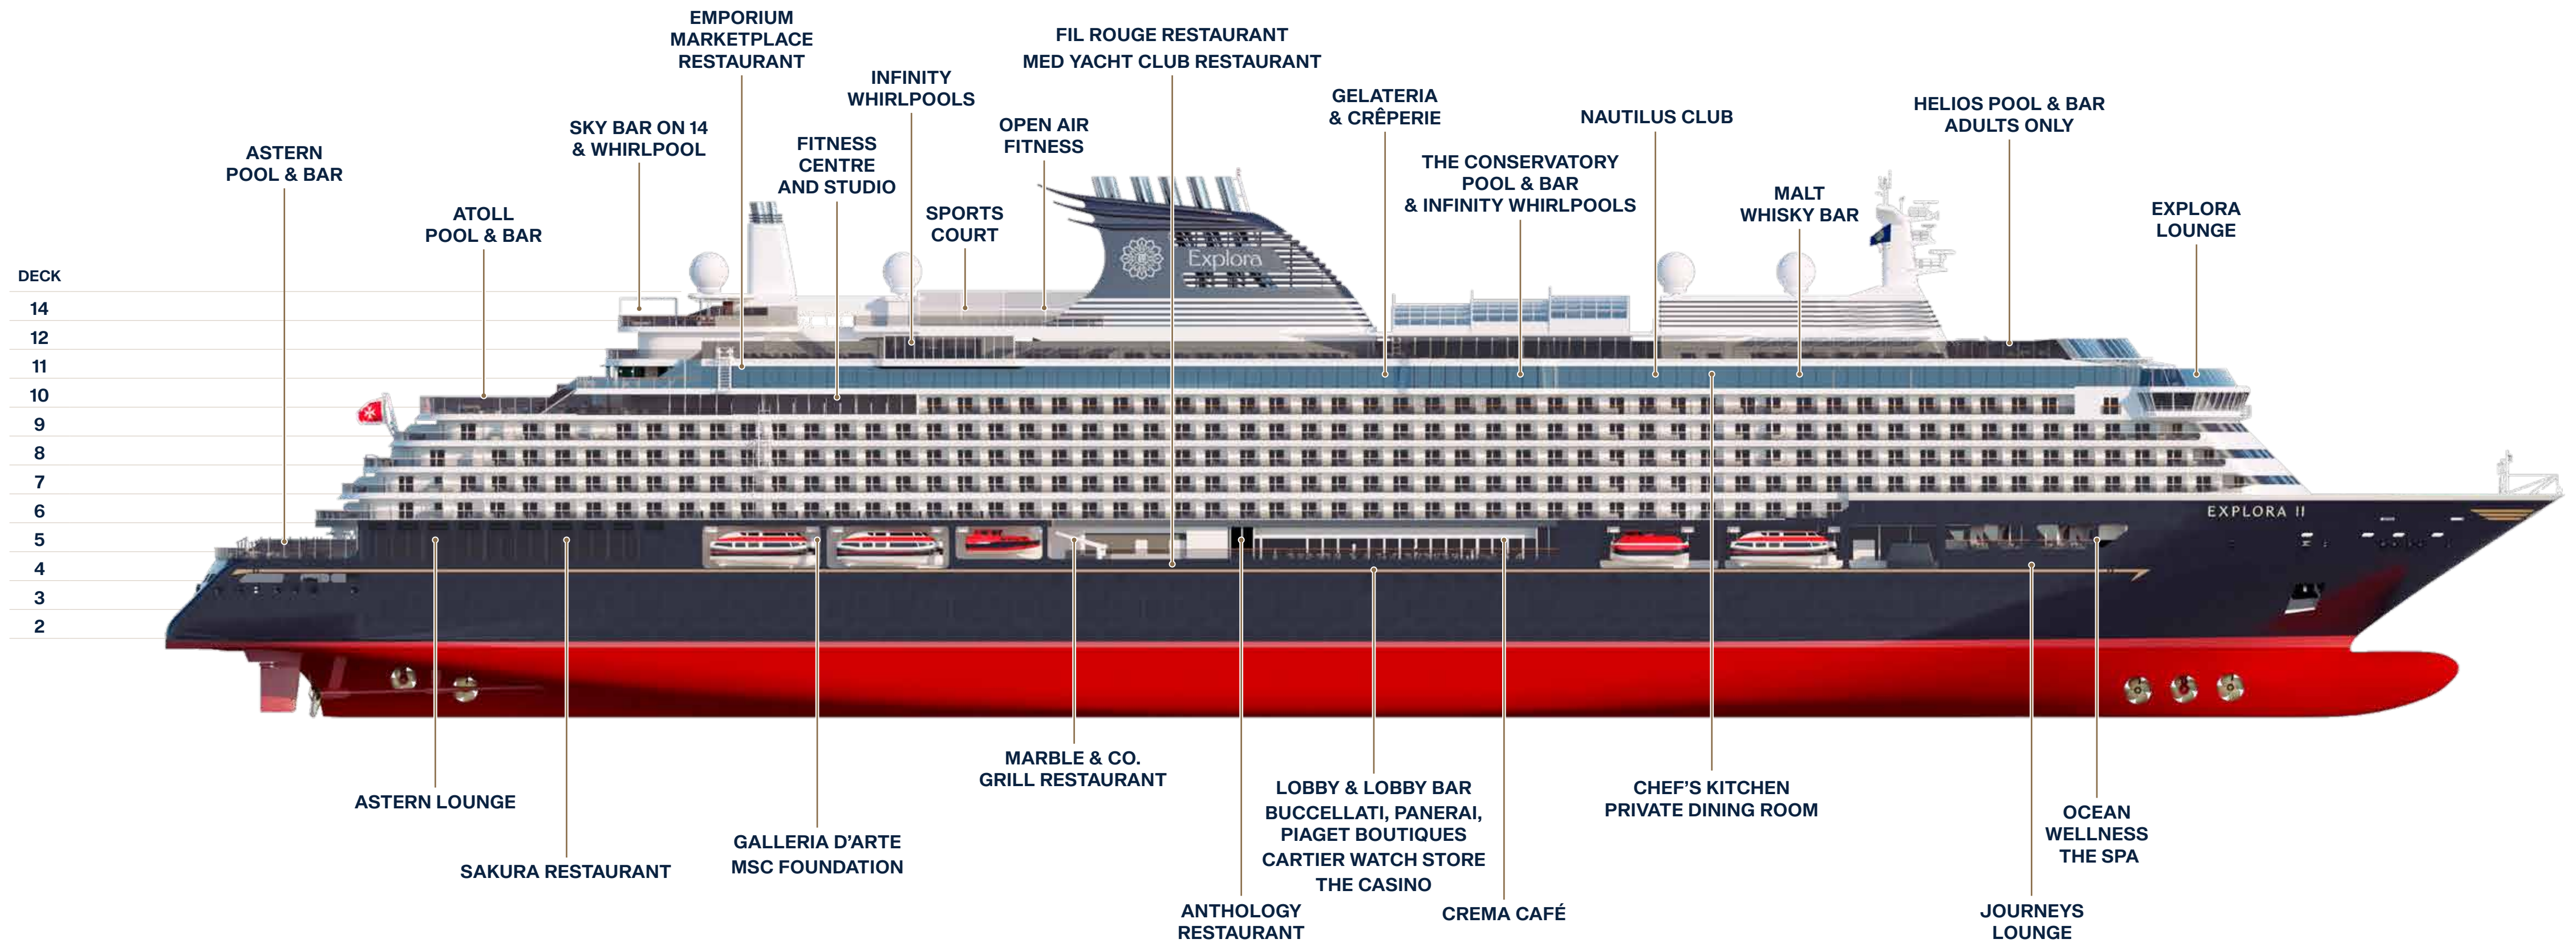 EMPORIUM
MARKETPLACE
RESTAURANT
FIL ROUGE RESTAURANT
MED YACHT CLUB RESTAURANT
INFINITY
WHIRLPOOLS
GELATERIA
& CRÊPERIE
NAUTILUS CLUB
HELIOS POOL & BAR
ADULTS ONLY
SKY BAR ON 14
& WHIRLPOOL
OPEN AIR
FITNESS
ASTERN
POOL & BAR
FITNESS
CENTRE
AND STUDIO
THE CONSERVATORY
POOL & BAR
& INFINITY WHIRLPOOLS
MALT
WHISKY BAR
ATOLL
POOL & BAR
SPORTS
COURT
EXPLORA
LOUNGE
Explora
DECK
14
12
11
10
9
8
7
6
5
4
3
2
EXPLORA II
ASTERN LOUNGE
SAKURA RESTAURANT
GALLERIA D’ARTE
MSC FOUNDATION
MARBLE & CO.
GRILL RESTAURANT
ANTHOLOGY
RESTAURANT
LOBBY & LOBBY BAR
BUCCELLATI, PANERAI,
PIAGET BOUTIQUES
CARTIER WATCH STORE
THE CASINO
CREMA CAFÉ
CHEF’S KITCHEN
PRIVATE DINING ROOM
JOURNEYS
LOUNGE
OCEAN
WELLNESS
THE SPA